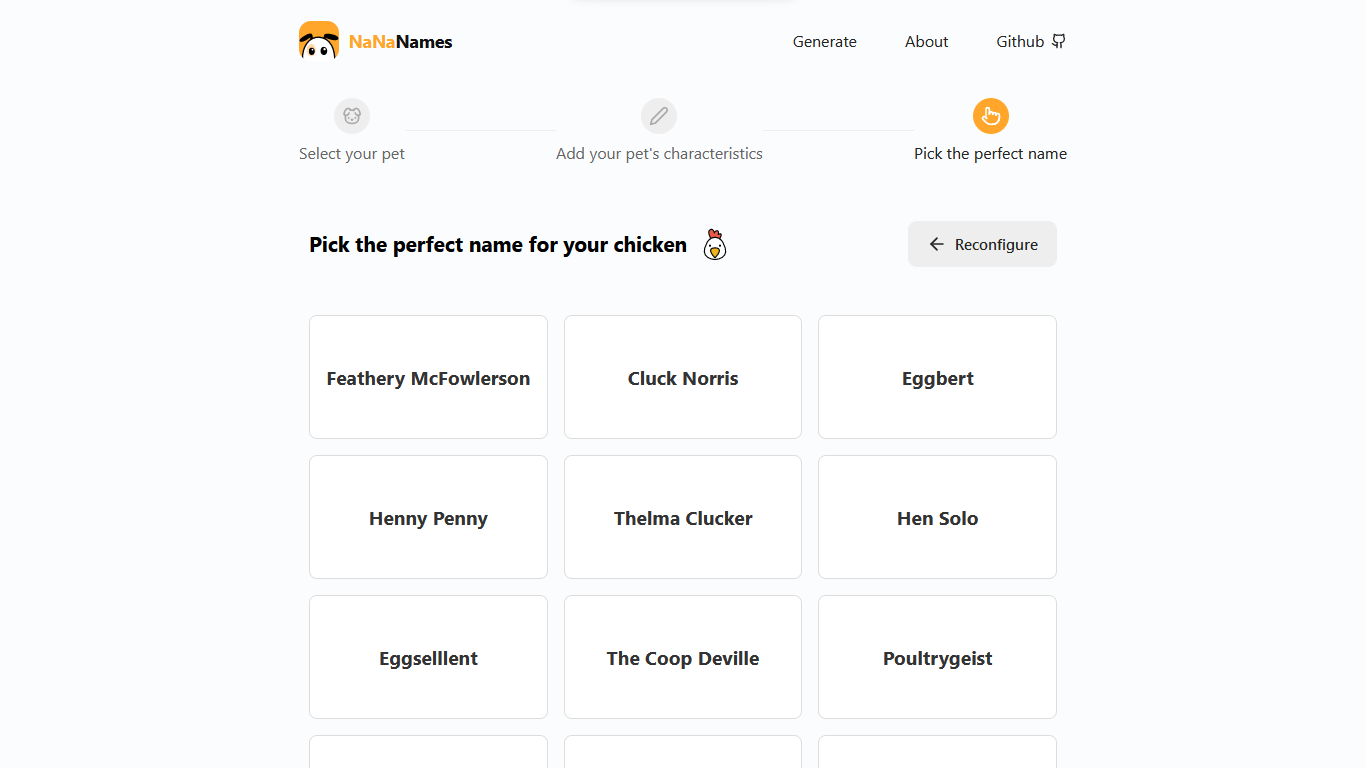 NaNaNames
Generate
About
Github
Select your pet
Add your pet's characteristics
Pick the perfect name
Pick the perfect name for your chicken
Reconfigure
Feathery McFowlerson
Cluck Norris
Eggbert
Henny Penny
Thelma Clucker
Hen Solo
Eggselllent
The Coop Deville
Poultrygeist